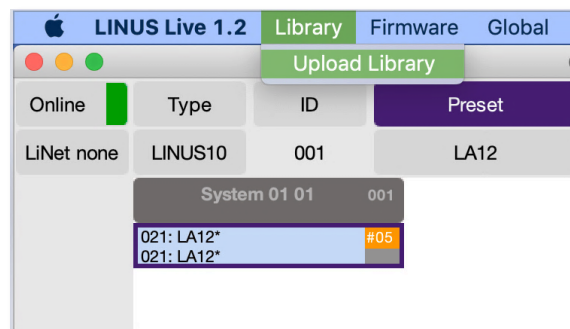 LINUS Live 1.2 Library Firmware Global
Upload Library
Online Type ID Preset
LiNet none LINUS10 001 LA12
System 01 01 001
021: LA12* #05
021: LA12*